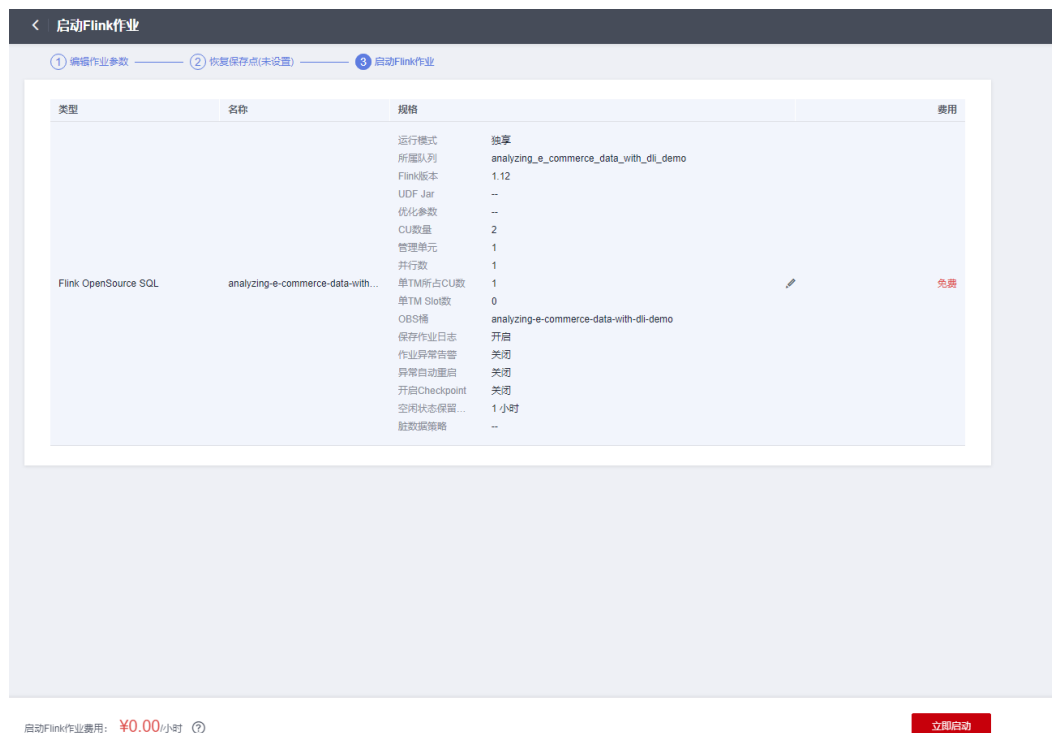 启动Flink作业
1 编辑作业参数 2 恢复保存点(未设置) 3 启动Flink作业
类型 名称 规格 费用
运行模式 独享
所属队列 analyzing_e_commerce_data_with_dli_demo
Flink版本 1.12
UDF Jar --
优化参数 --
CU数量 2
管理单元 1
并行数 1
Flink OpenSource SQL analyzing-e-commerce-data-with... 单TM所占CU数 1 免费
单TM Slot数 0
OBS桶 analyzing-e-commerce-data-with-dli-demo
保存作业日志 开启
作业异常告警 关闭
异常自动重启 关闭
开启Checkpoint 关闭
空闲状态保留... 1 小时
脏数据策略 --
启动Flink作业费用: ¥0.00/小时 ? 立即启动